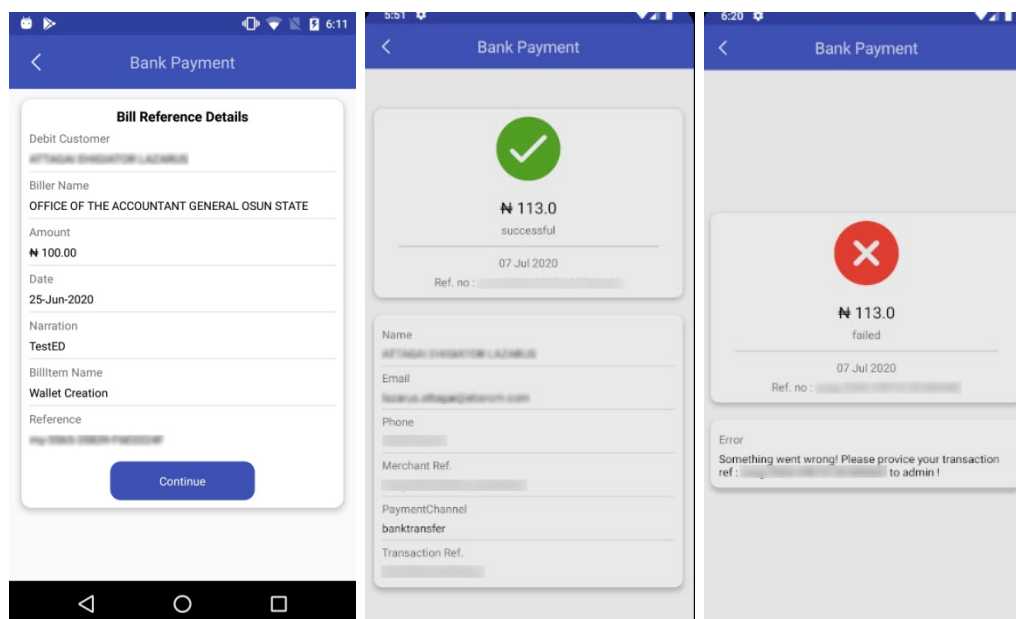 6:11
Bank Payment
Bill Reference Details
Debit Customer
Biller Name
OFFICE OF THE ACCOUNTANT GENERAL OSUN STATE
Amount
₦ 100.00
Date
25-Jun-2020
Narration
TestED
BillItem Name
Wallet Creation
Reference
Continue
5:51
Bank Payment
₦ 113.0
successful
07 Jul 2020
Ref. no :
Name
Email
Phone
Merchant Ref.
PaymentChannel
banktransfer
Transaction Ref.
6:20
Bank Payment
₦ 113.0
failed
07 Jul 2020
Ref. no :
Error
Something went wrong! Please provice your transaction
ref : to admin !